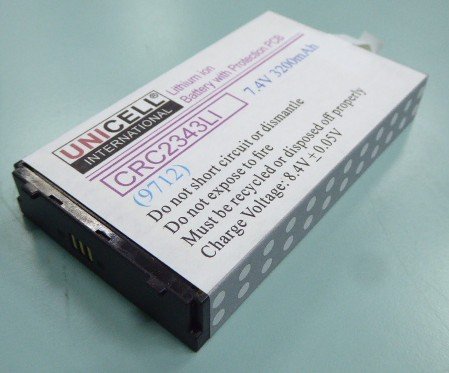 UNICELL®
INTERNATIONAL
Lithium ion
Battery with Protection PCB
CRC2343LI
7.4V 3200mAh
(9712)
Do not short circuit or dismantle
Do not expose to fire
Must be recycled or disposed off properly
Charge Voltage: 8.4V ± 0.05V